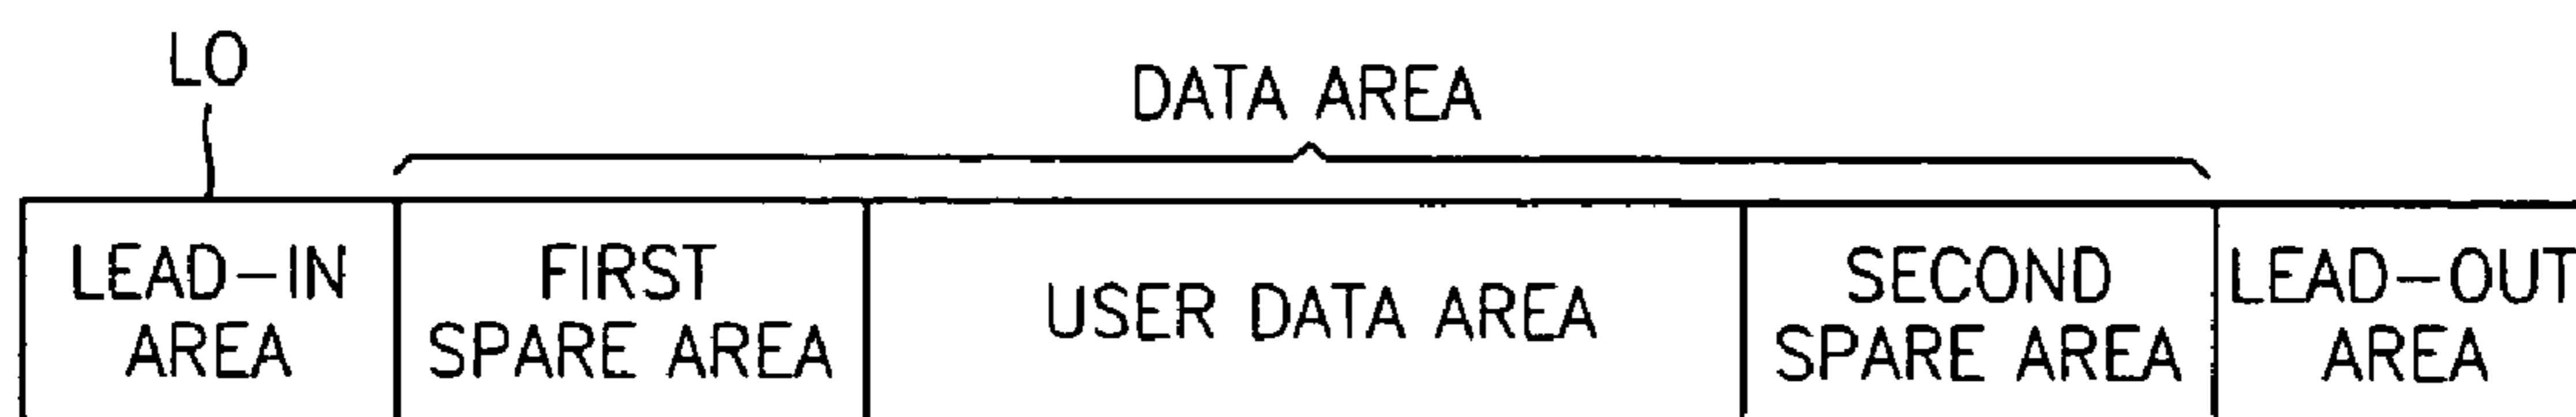 LO
DATA AREA
LEAD-IN
AREA
FIRST
SPARE AREA
USER DATA AREA
SECOND
SPARE AREA
LEAD-OUT
AREA